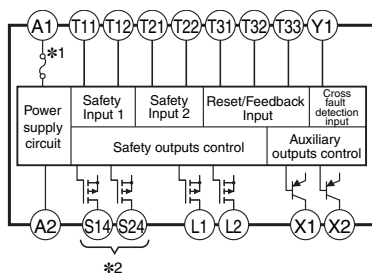 A1 T11 T12 T21 T22 T31 T32 T33 Y1
*1
Power supply circuit
Safety Input 1
Safety Input 2
Reset/Feedback Input
Cross fault detection input
Safety outputs control
Auxiliary outputs control
A2 S14 S24 L1 L2 X1 X2
*2